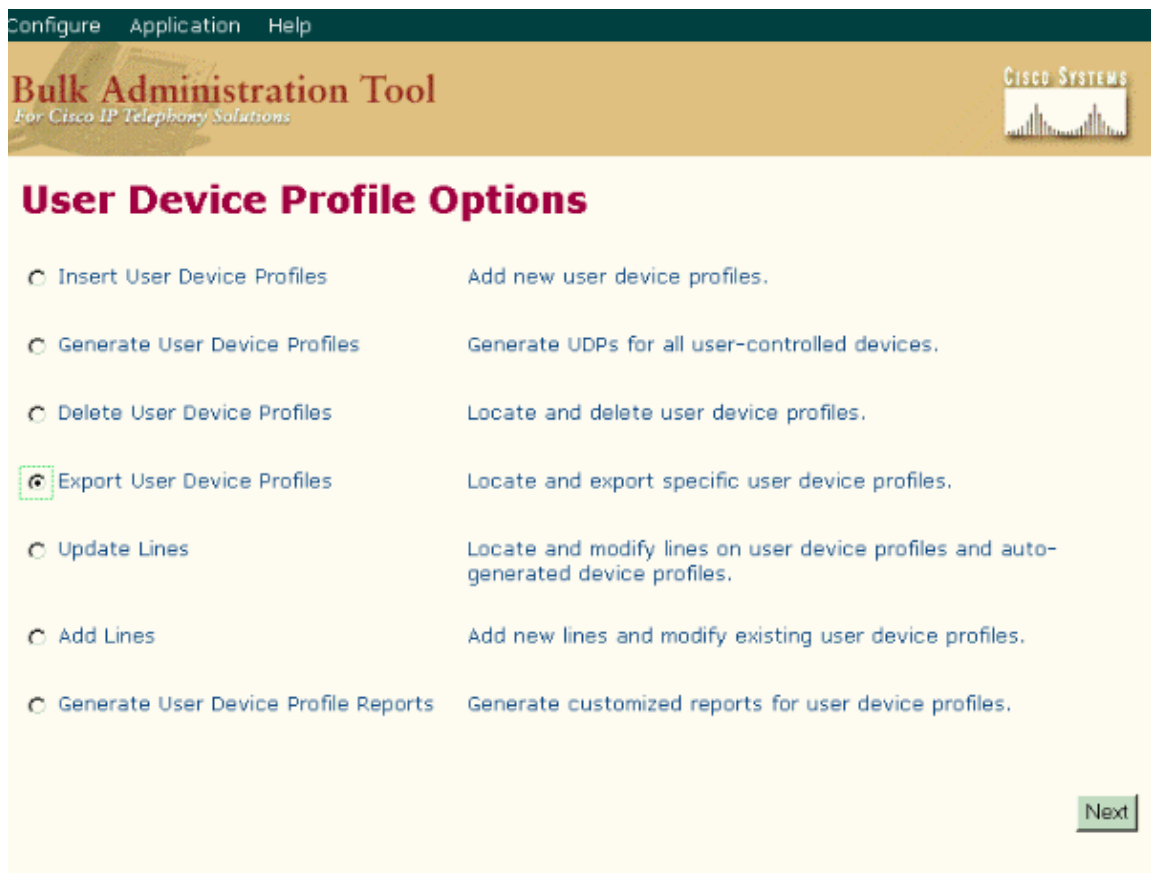 Configure Application Help
Bulk Administration Tool
For Cisco IP Telephony Solutions
CISCO SYSTEMS
User Device Profile Options
Insert User Device Profiles Add new user device profiles.
Generate User Device Profiles Generate UDPs for all user-controlled devices.
Delete User Device Profiles Locate and delete user device profiles.
Export User Device Profiles Locate and export specific user device profiles.
Update Lines Locate and modify lines on user device profiles and auto-
generated device profiles.
Add Lines Add new lines and modify existing user device profiles.
Generate User Device Profile Reports Generate customized reports for user device profiles.
Next